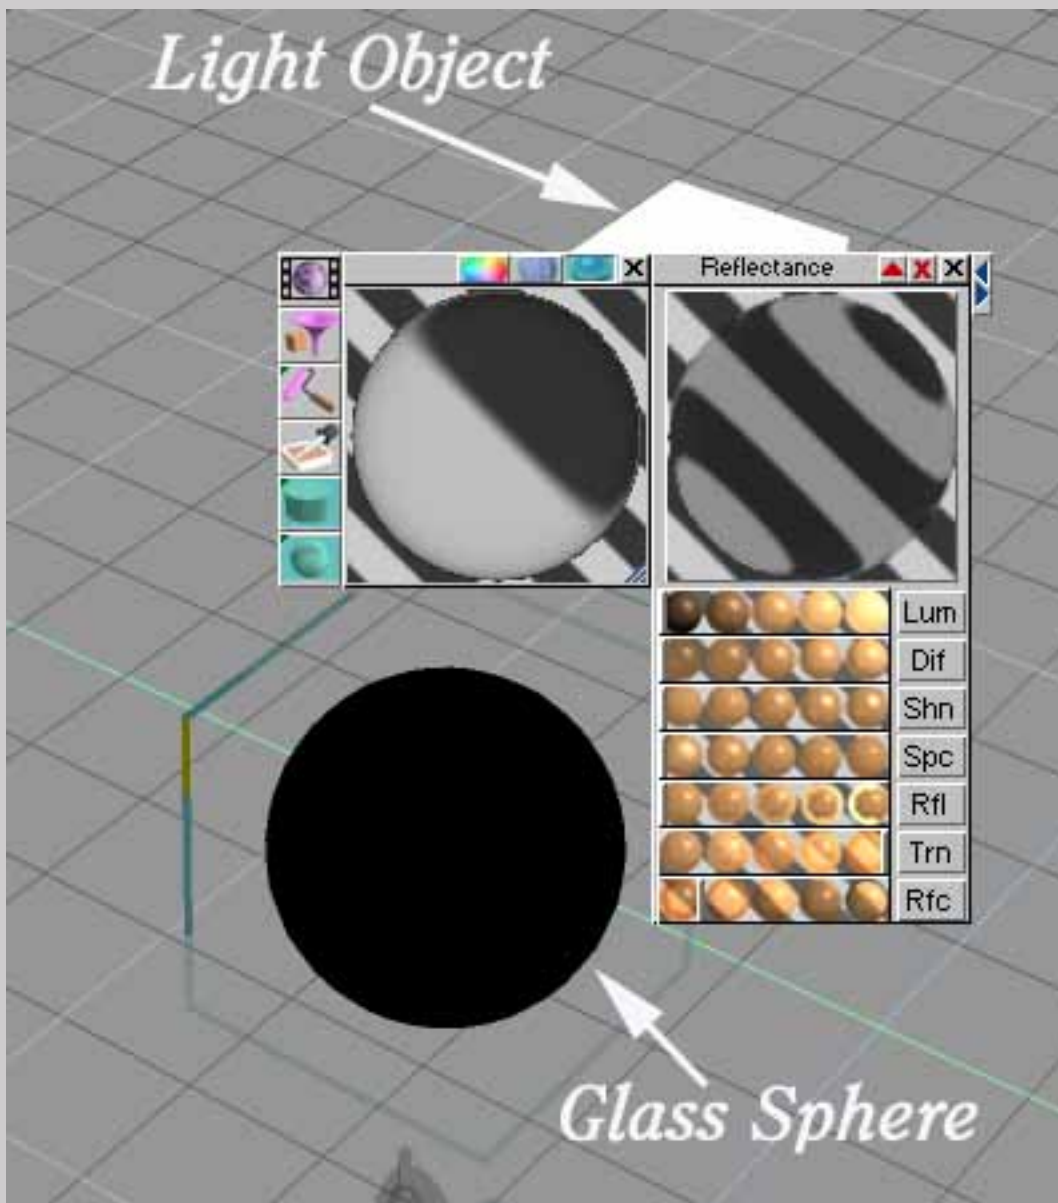 Light Object
Reflectance
Lum
Dif
Shn
Spc
Rfl
Trn
Rfc
Glass Sphere